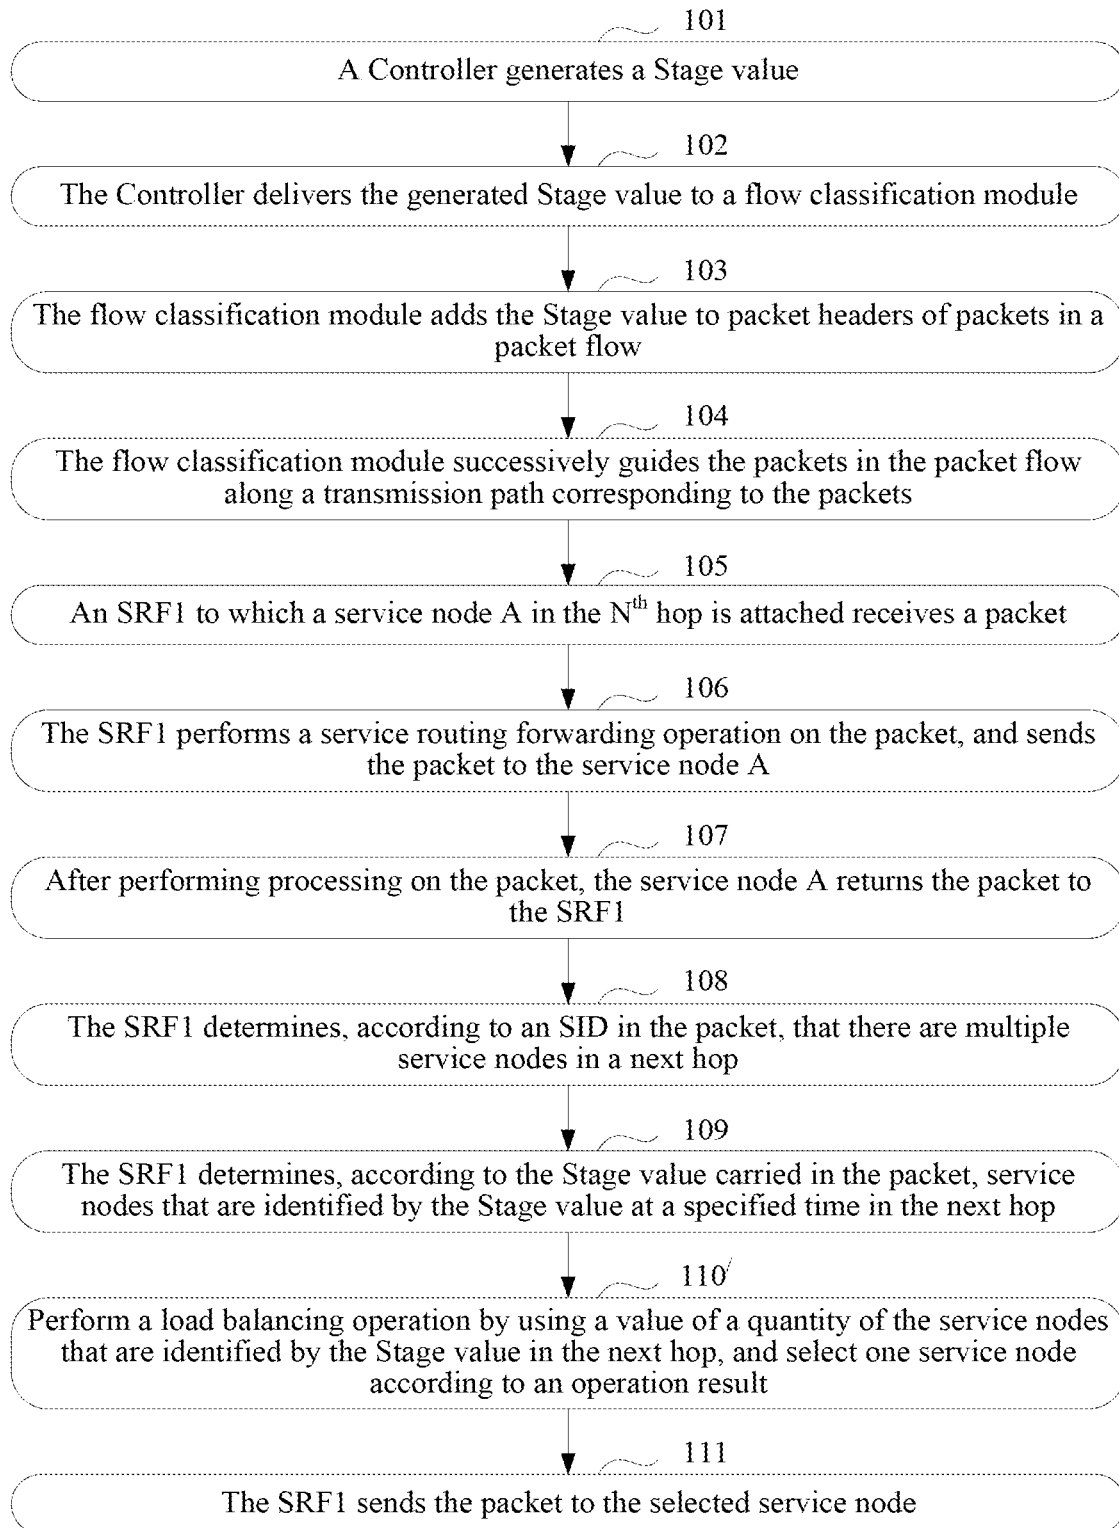 101
A Controller generates a Stage value
102
The Controller delivers the generated Stage value to a flow classification module
103
The flow classification module adds the Stage value to packet headers of packets in a
packet flow
104
The flow classification module successively guides the packets in the packet flow
along a transmission path corresponding to the packets
105
An SRF1 to which a service node A in the Nth hop is attached receives a packet
106
The SRF1 performs a service routing forwarding operation on the packet, and sends
the packet to the service node A
107
After performing processing on the packet, the service node A returns the packet to
the SRF1
108
The SRF1 determines, according to an SID in the packet, that there are multiple
service nodes in a next hop
109
The SRF1 determines, according to the Stage value carried in the packet, service
nodes that are identified by the Stage value at a specified time in the next hop
110′
Perform a load balancing operation by using a value of a quantity of the service nodes
that are identified by the Stage value in the next hop, and select one service node
according to an operation result
111
The SRF1 sends the packet to the selected service node